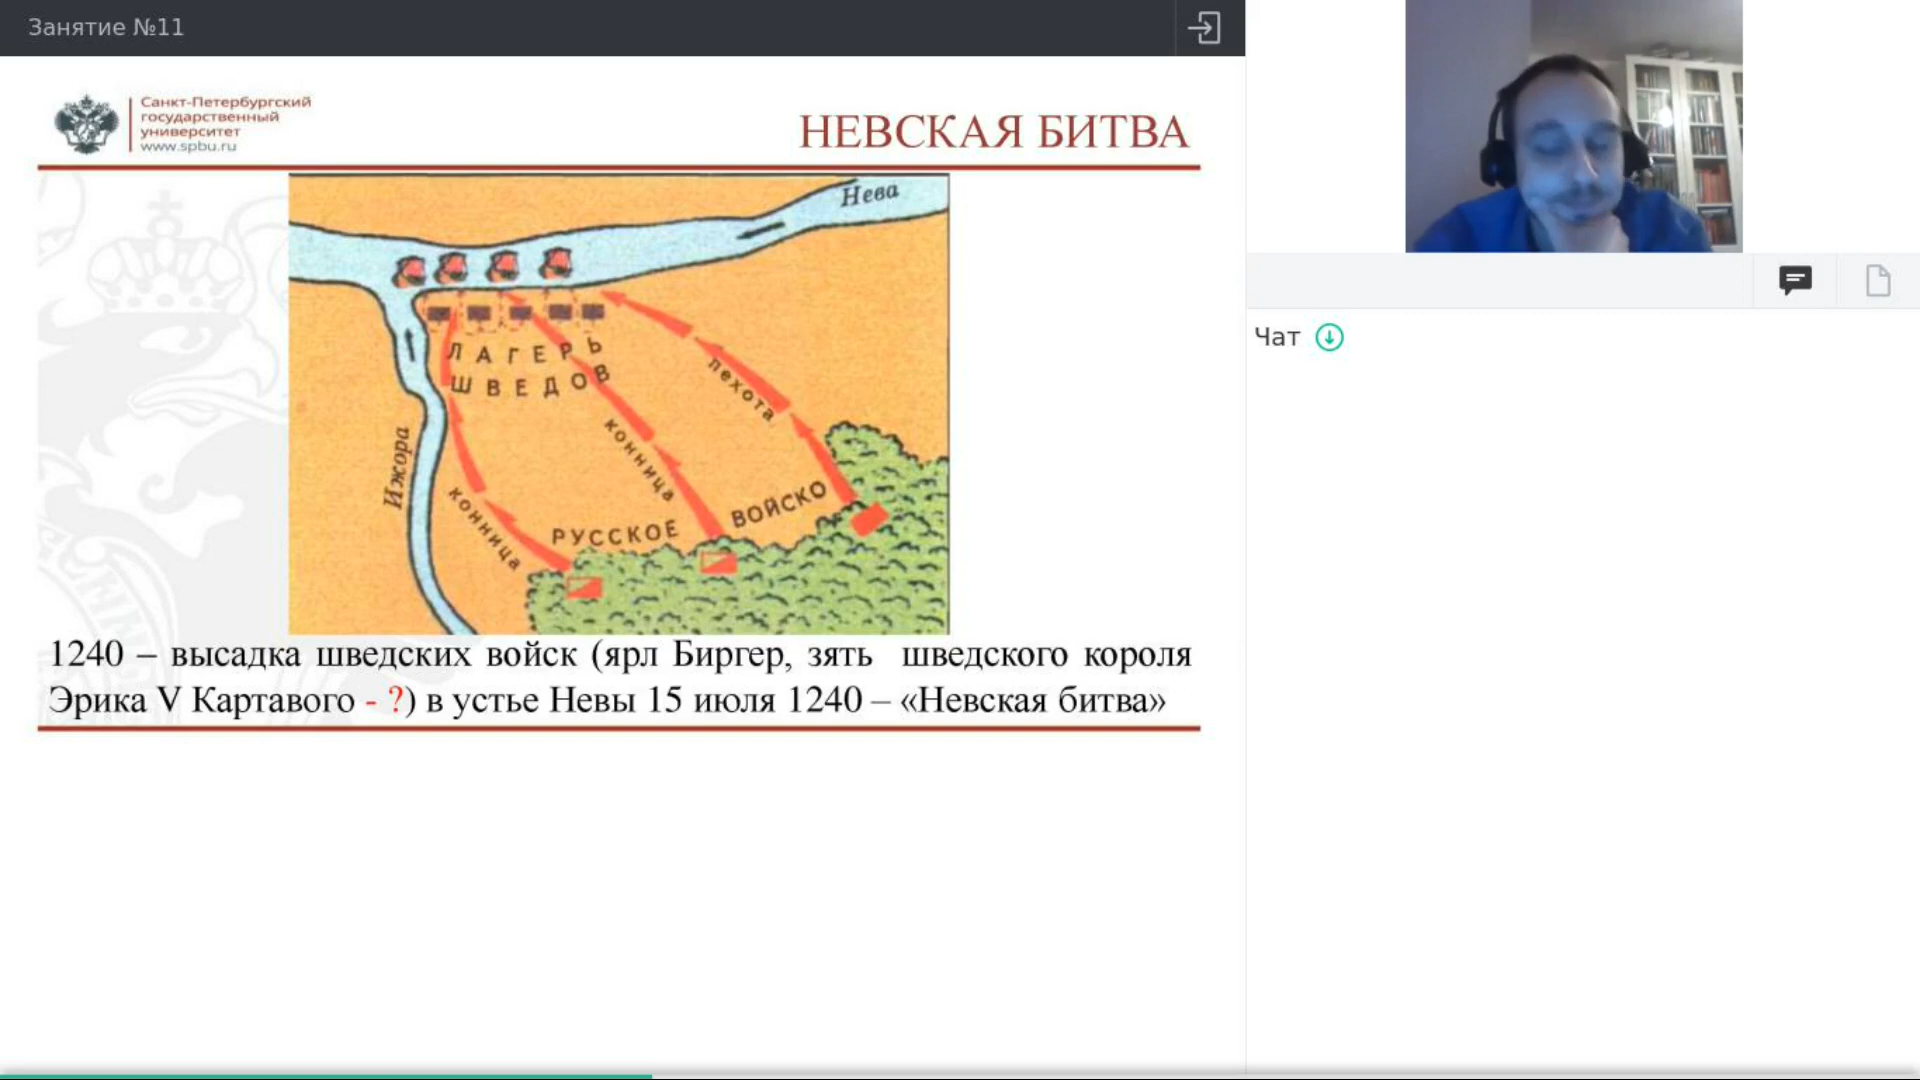 Занятие №11
Санкт-Петербургский
государственный
университет
www.spbu.ru
НЕВСКАЯ БИТВА
Нева
ЛАГЕРЬ
ШВЕДОВ
пехота
конница
Ижора
конница
РУССКОЕ ВОЙСКО
1240 – высадка шведских войск (ярл Биргер, зять шведского короля
Эрика V Картавого - ?) в устье Невы 15 июля 1240 – «Невская битва»
Чат